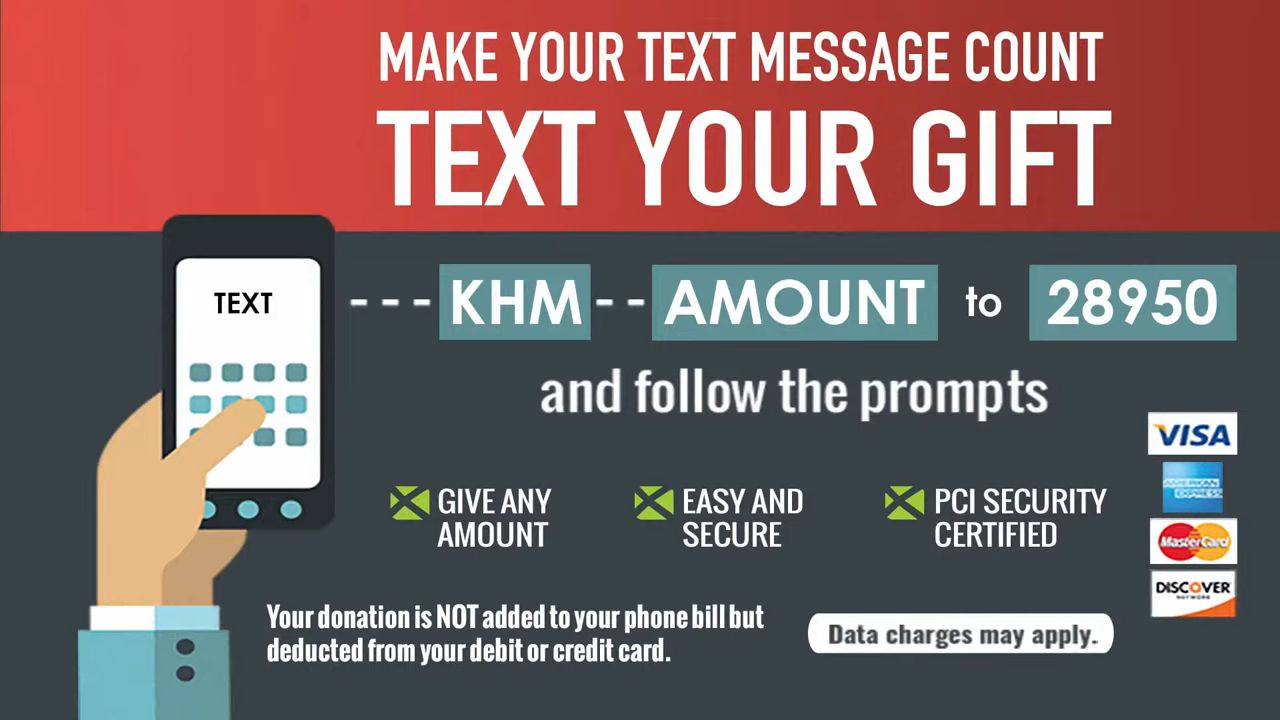 MAKE YOUR TEXT MESSAGE COUNT
TEXT YOUR GIFT
TEXT --- KHM -- AMOUNT to 28950
and follow the prompts
VISA
AMERICAN EXPRESS
MasterCard
DISCOVER
NETWORK
GIVE ANY
AMOUNT
EASY AND
SECURE
PCI SECURITY
CERTIFIED
Your donation is NOT added to your phone bill but
deducted from your debit or credit card.
Data charges may apply.